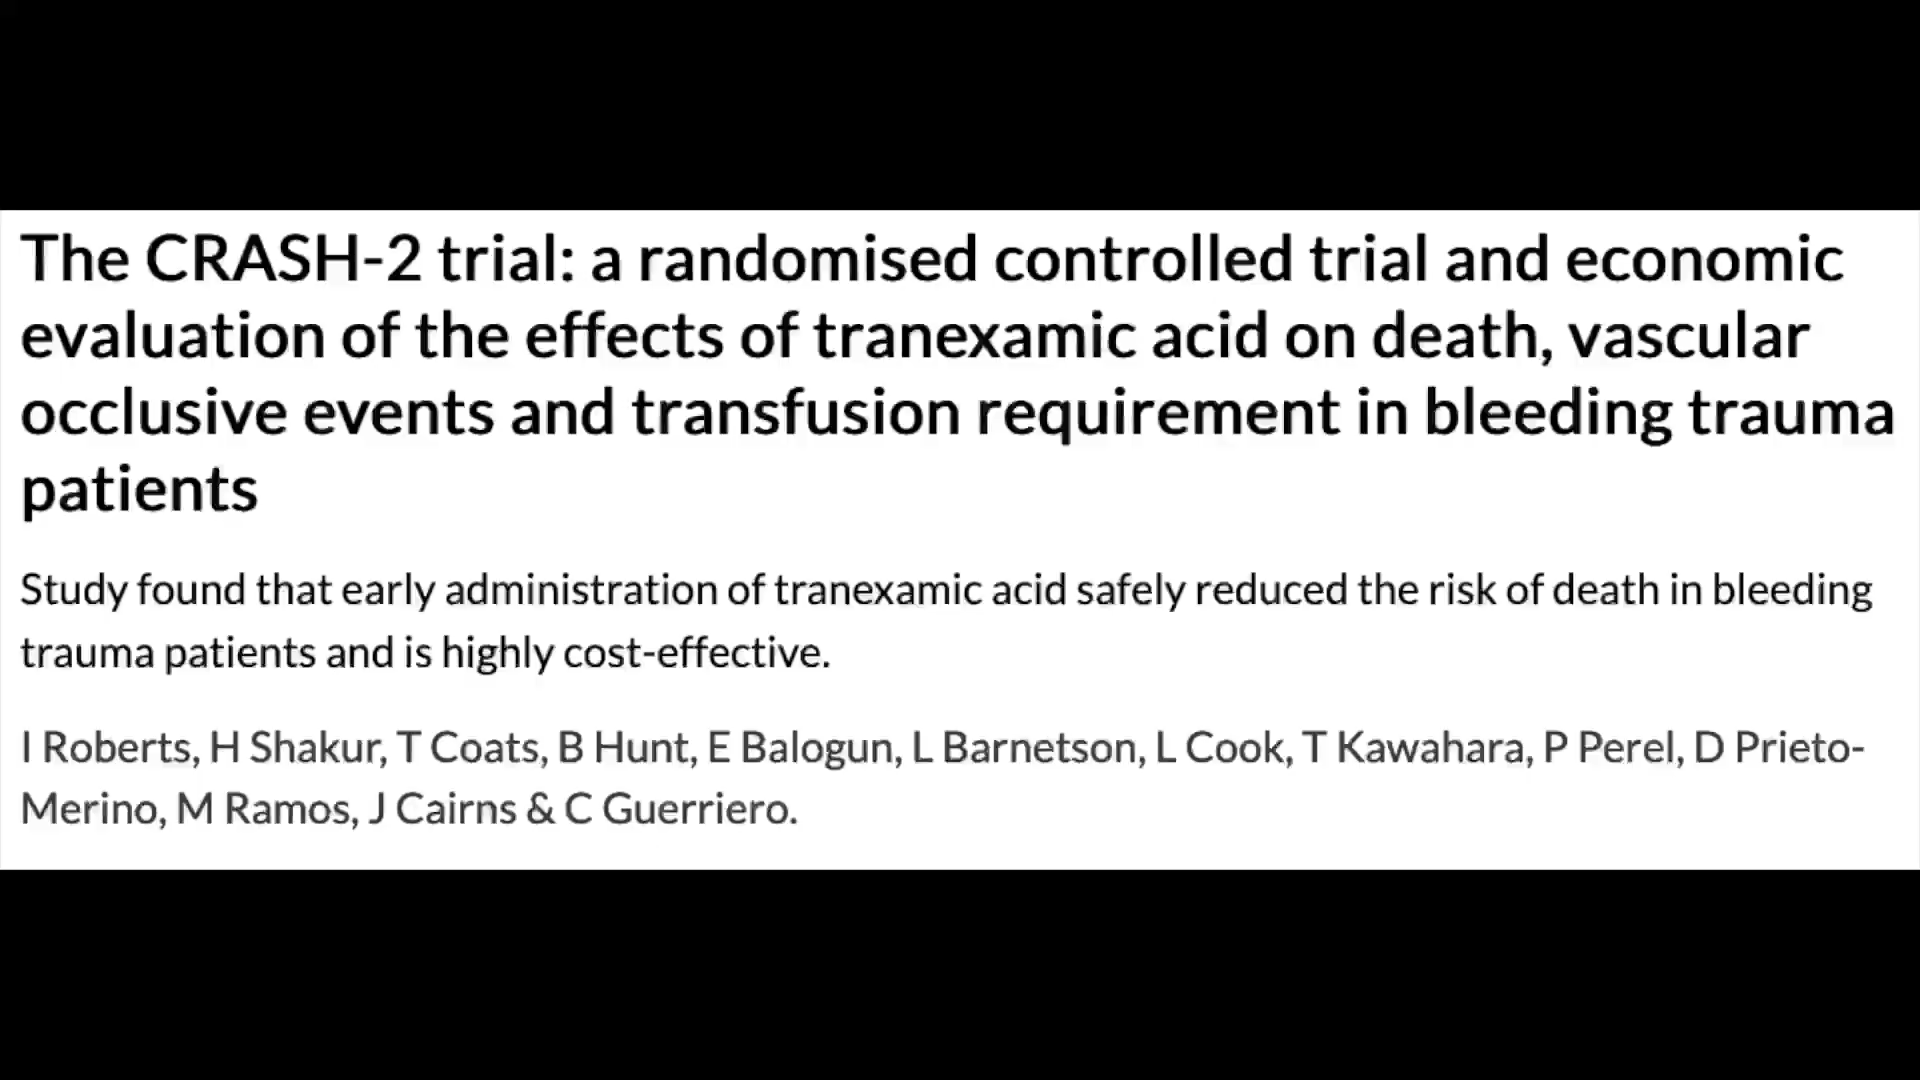 The CRASH-2 trial: a randomised controlled trial and economic
evaluation of the effects of tranexamic acid on death, vascular
occlusive events and transfusion requirement in bleeding trauma
patients
Study found that early administration of tranexamic acid safely reduced the risk of death in bleeding
trauma patients and is highly cost-effective.
I Roberts, H Shakur, T Coats, B Hunt, E Balogun, L Barnetson, L Cook, T Kawahara, P Perel, D Prieto-
Merino, M Ramos, J Cairns & C Guerriero.